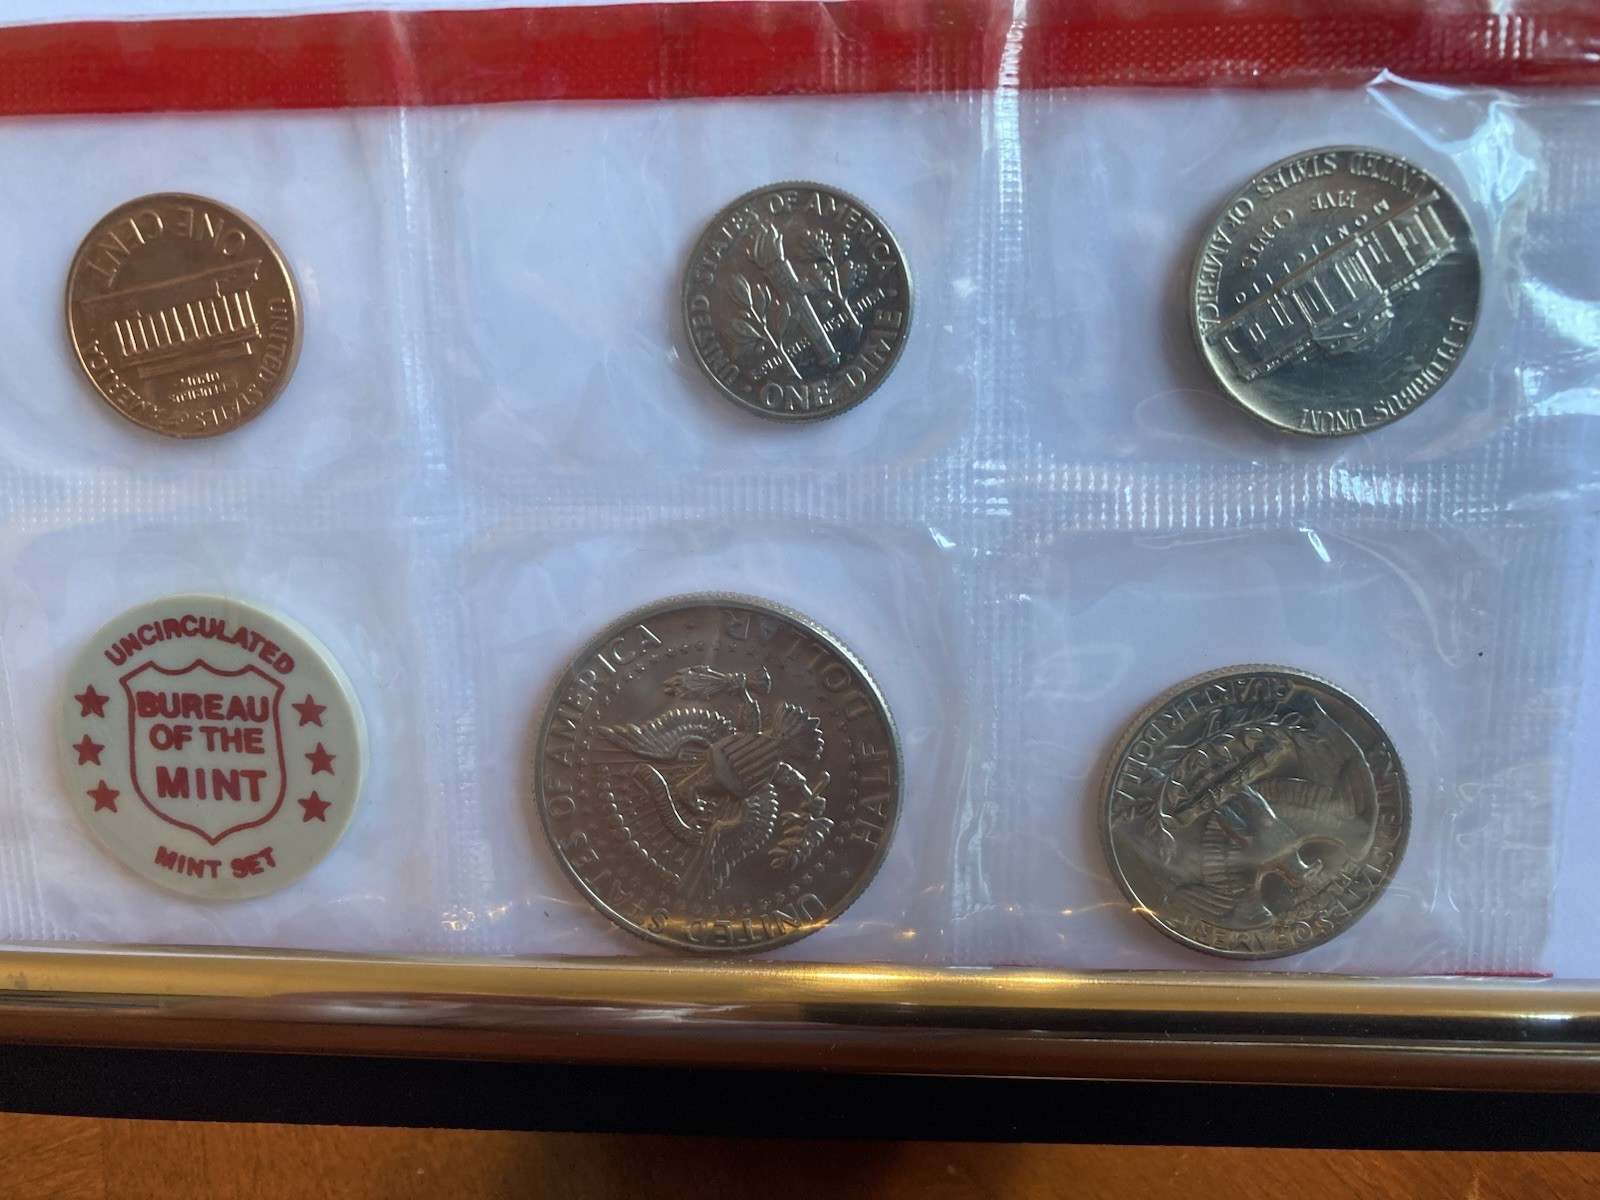 ONE CENT
UNITED STATES OF AMERICA
E PLURIBUS
UNUM
UNITED STATES OF AMERICA
ONE DIME
UNITED STATES OF AMERICA
FIVE CENTS
MONTICELLO
E PLURIBUS UNUM
UNCIRCULATED
BUREAU
OF THE
MINT
MINT SET
UNITED STATES OF AMERICA
HALF DOLLAR
QUARTER DOLLAR
UNITED STATES OF AMERICA